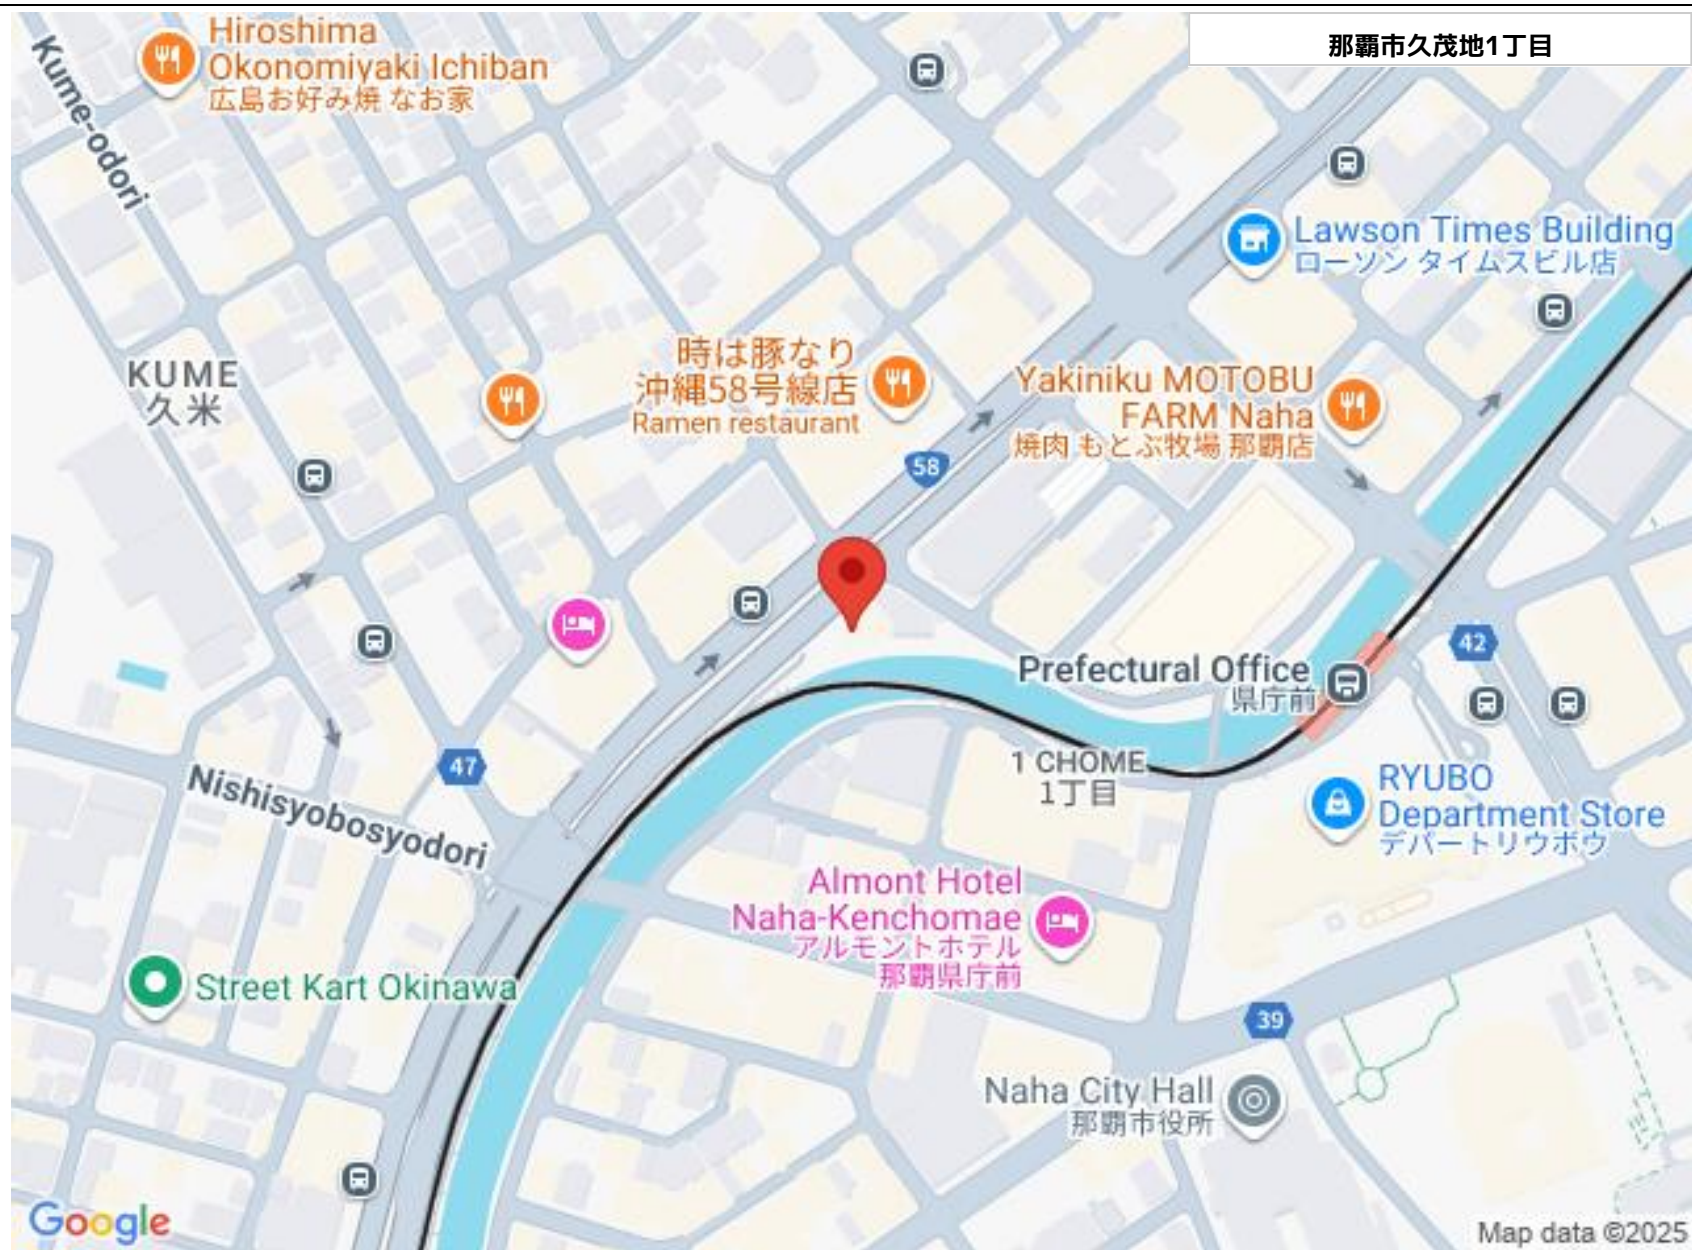 那覇市久茂地1丁目
Hiroshima
Okonomiyaki Ichiban
広島お好み焼 なお家
Kume-odori
Lawson Times Building
ローソン タイムスビル店
KUME
久米
時は豚なり
沖縄58号線店
Ramen restaurant
Yakiniku MOTOBU
FARM Naha
焼肉 もとぶ牧場 那覇店
58
Prefectural Office
県庁前
42
1 CHOME
1丁目
47
Nishisyobosyodori
RYUBO
Department Store
デパートリウボウ
Almont Hotel
Naha-Kenchomae
アルモントホテル
那覇県庁前
Street Kart Okinawa
39
Naha City Hall
那覇市役所
Google
Map data ©2025